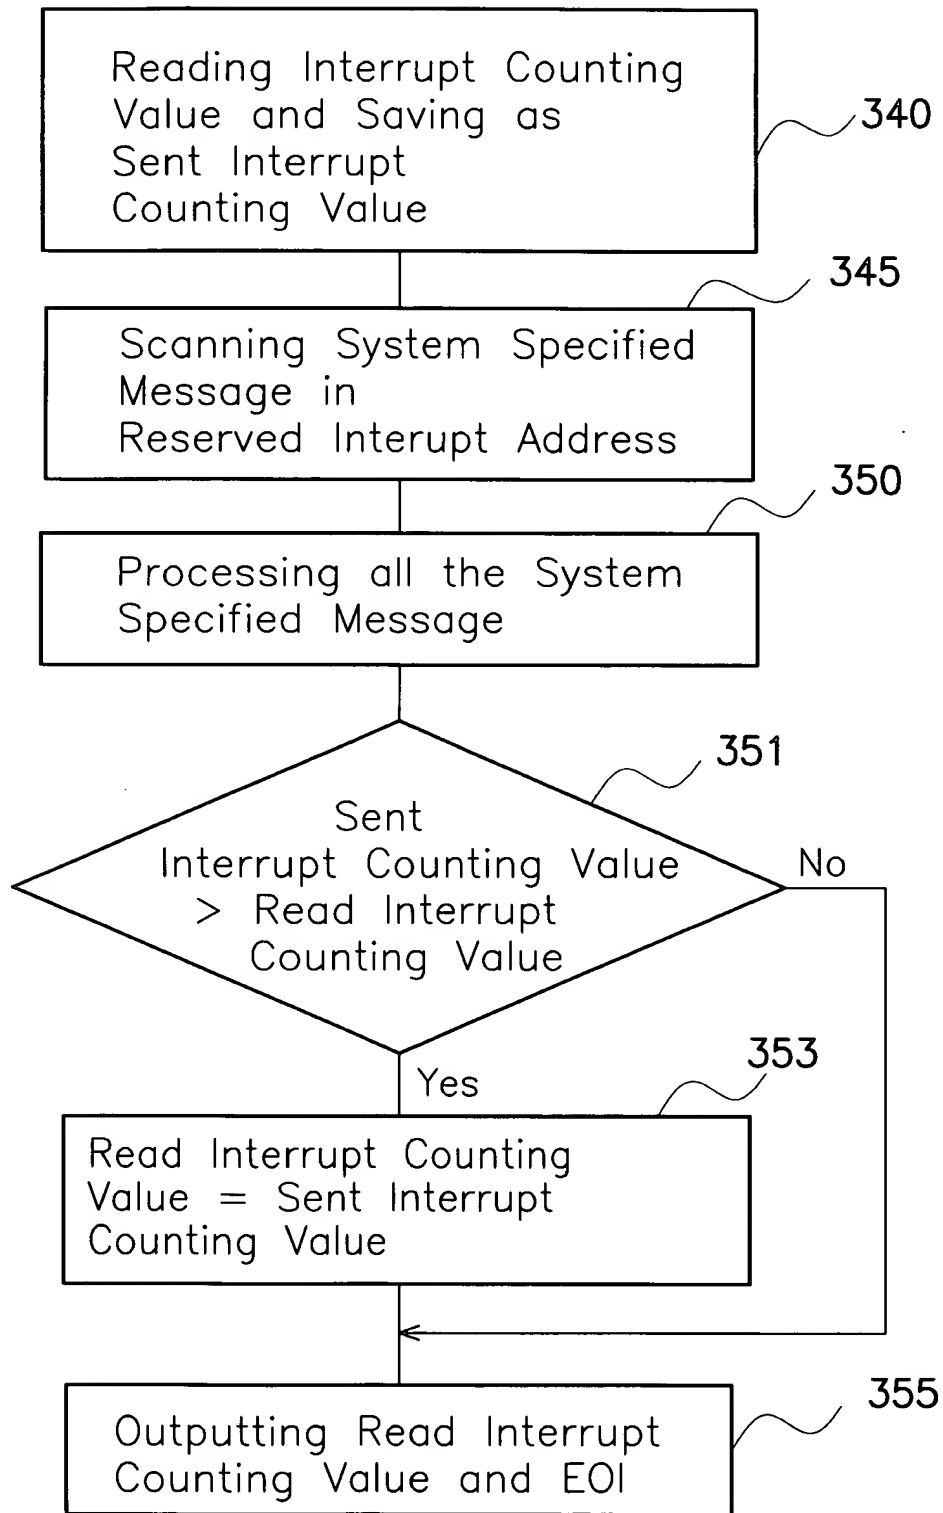 Reading Interrupt Counting
Value and Saving as
Sent Interrupt
Counting Value
340
345
Scanning System Specified
Message in
Reserved Interupt Address
350
Processing all the System
Specified Message
351
Sent
Interrupt Counting Value
> Read Interrupt
Counting Value
No
Yes
353
Read Interrupt Counting
Value = Sent Interrupt
Counting Value
355
Outputting Read Interrupt
Counting Value and EOI